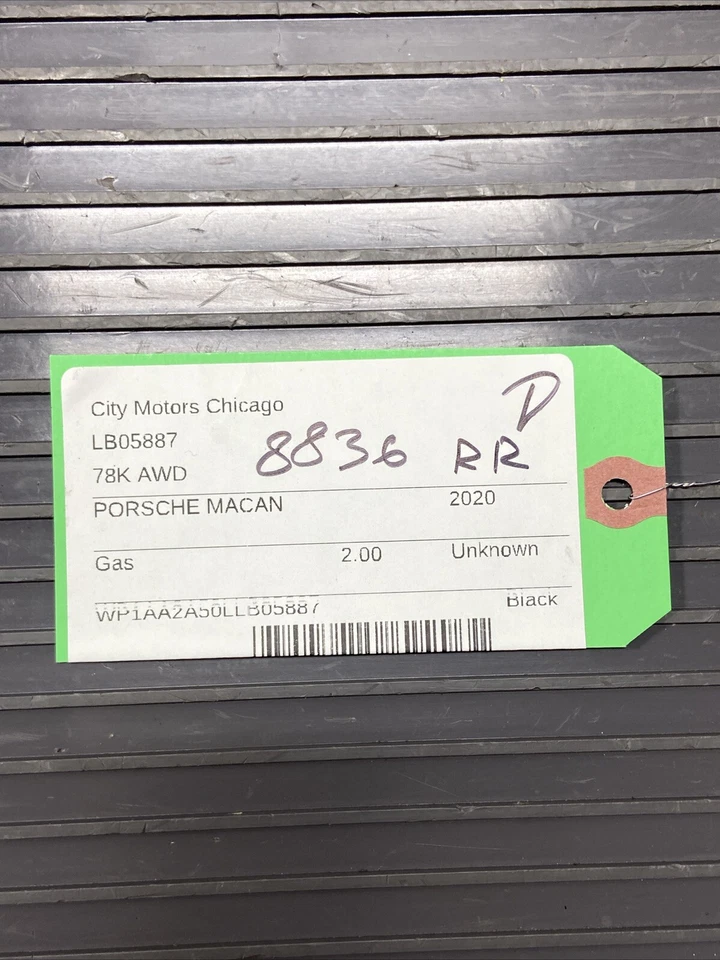 City Motors Chicago
D
LB05887
8836 RR
78K AWD
PORSCHE MACAN 2020
Gas 2.00 Unknown
WP1AA2A50LLB05887 Black